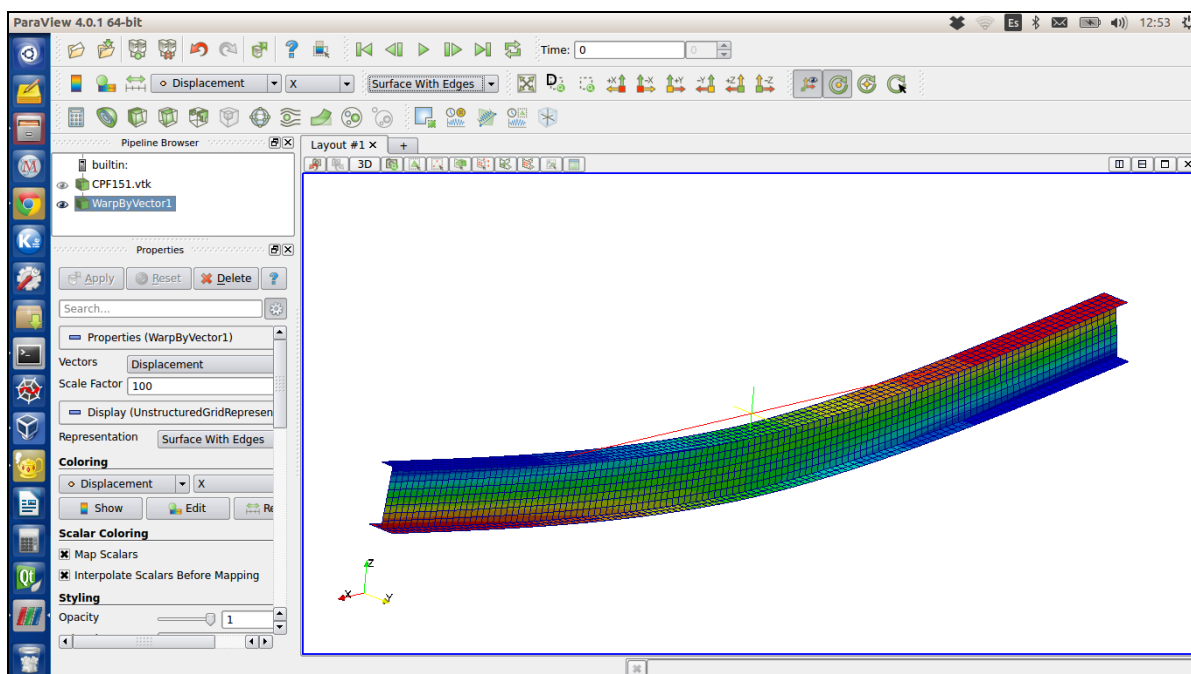 ParaView 4.0.1 64-bit
Es
12:53
Time: 0
0
Displacement
X
Surface With Edges
D
+X -X +Y -Y +Z -Z
Pipeline Browser
builtin:
CPF151.vtk
WarpByVector1
Properties
Apply
Reset
Delete
?
Search...
Properties (WarpByVector1)
Vectors Displacement
Scale Factor 100
Display (UnstructuredGridRepresen
Representation Surface With Edges
Coloring
Displacement X
Show Edit Re
Scalar Coloring
Map Scalars
Interpolate Scalars Before Mapping
Styling
Opacity 1
Layout #1
+
3D
Z
X
Y
Qt